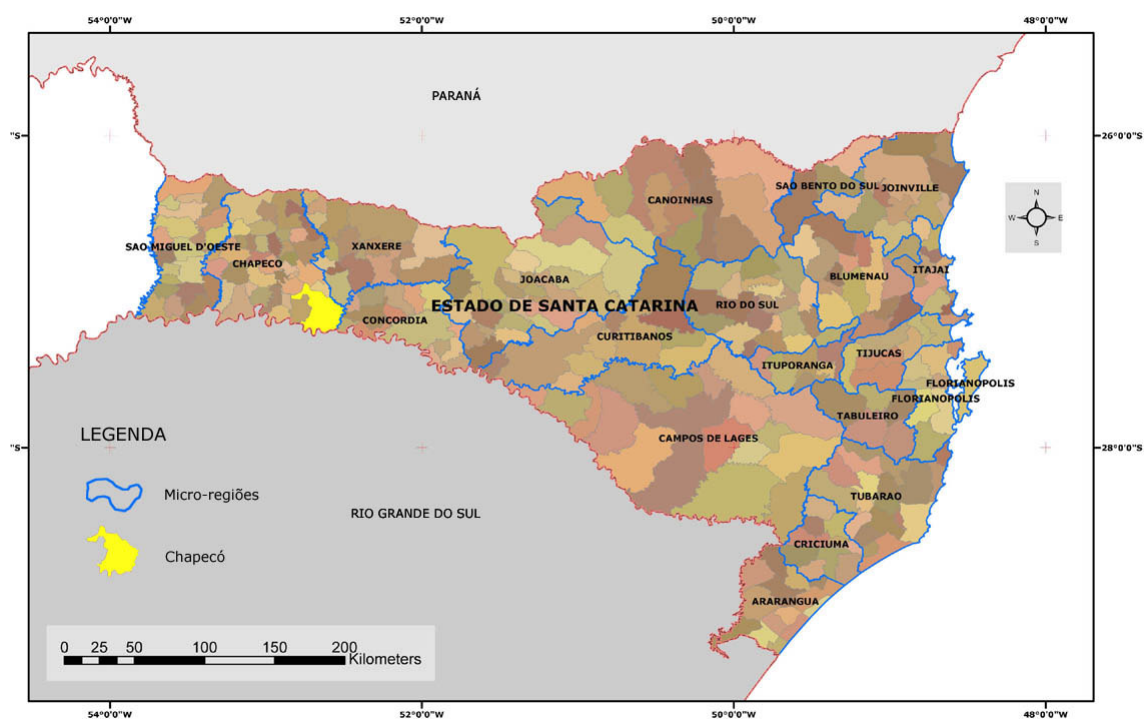 54°0'0"W 52°0'0"W 50°0'0"W 48°0'0"W
PARANÁ
"S 26°0'0"S
CANOINHAS
SAO BENTO DO SUL JOINVILLE
N
W E
S
SAO MIGUEL D'OESTE XANXERE
CHAPECO
JOACABA
BLUMENAU ITAJAI
ESTADO DE SANTA CATARINA RIO DO SUL
CONCORDIA
CURITIBANOS
TIJUCAS
ITUPORANGA
FLORIANOPOLIS
FLORIANOPOLIS
TABULEIRO
LEGENDA
CAMPOS DE LAGES
"S 28°0'0"S
Micro-regiões
TUBARAO
RIO GRANDE DO SUL
CRICIUMA
Chapecó
ARARANGUA
0 25 50 100 150 200
Kilometers
54°0'0"W 52°0'0"W 50°0'0"W 48°0'0"W